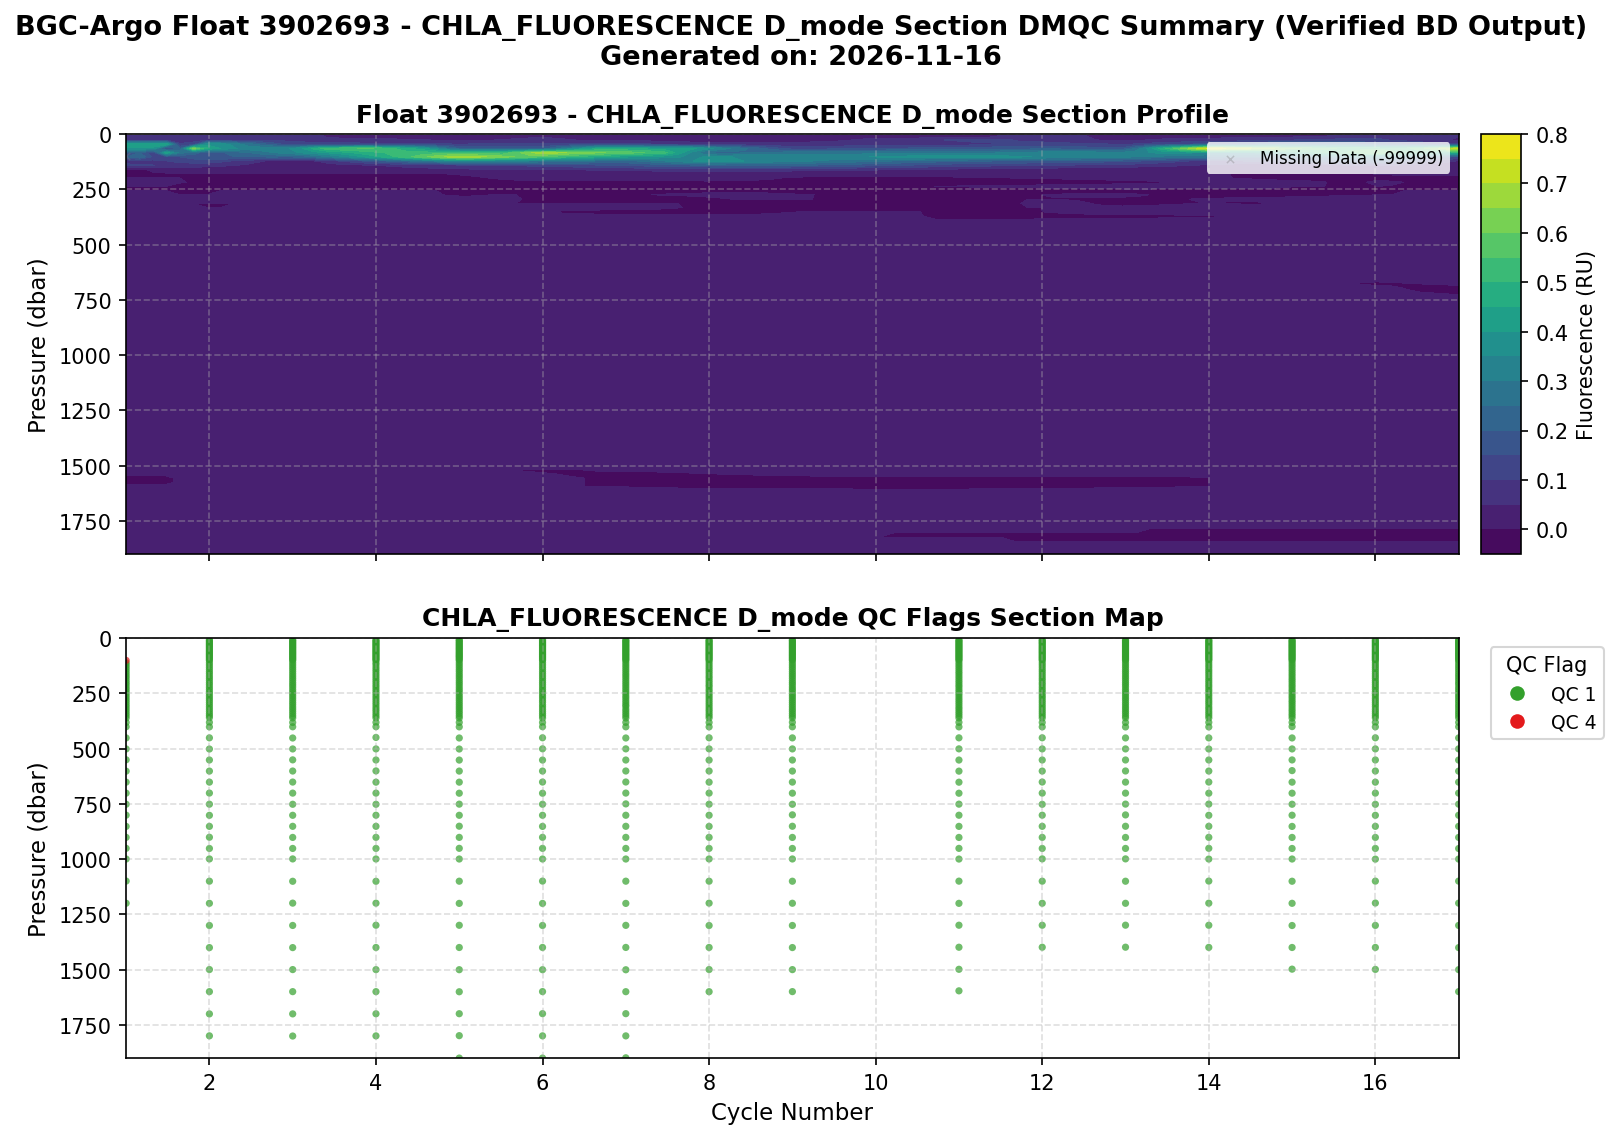 BGC-Argo Float 3902693 - CHLA_FLUORESCENCE D_mode Section DMQC Summary (Verified BD Output)
Generated on: 2026-11-16
Float 3902693 - CHLA_FLUORESCENCE D_mode Section Profile
0
250
500
750
1000
1250
1500
1750
Pressure (dbar)
× Missing Data (-99999)
0.8
0.7
0.6
0.5
0.4
0.3
0.2
0.1
0.0
Fluorescence (RU)
CHLA_FLUORESCENCE D_mode QC Flags Section Map
0
250
500
750
1000
1250
1500
1750
Pressure (dbar)
QC Flag
QC 1
QC 4
2 4 6 8 10 12 14 16
Cycle Number